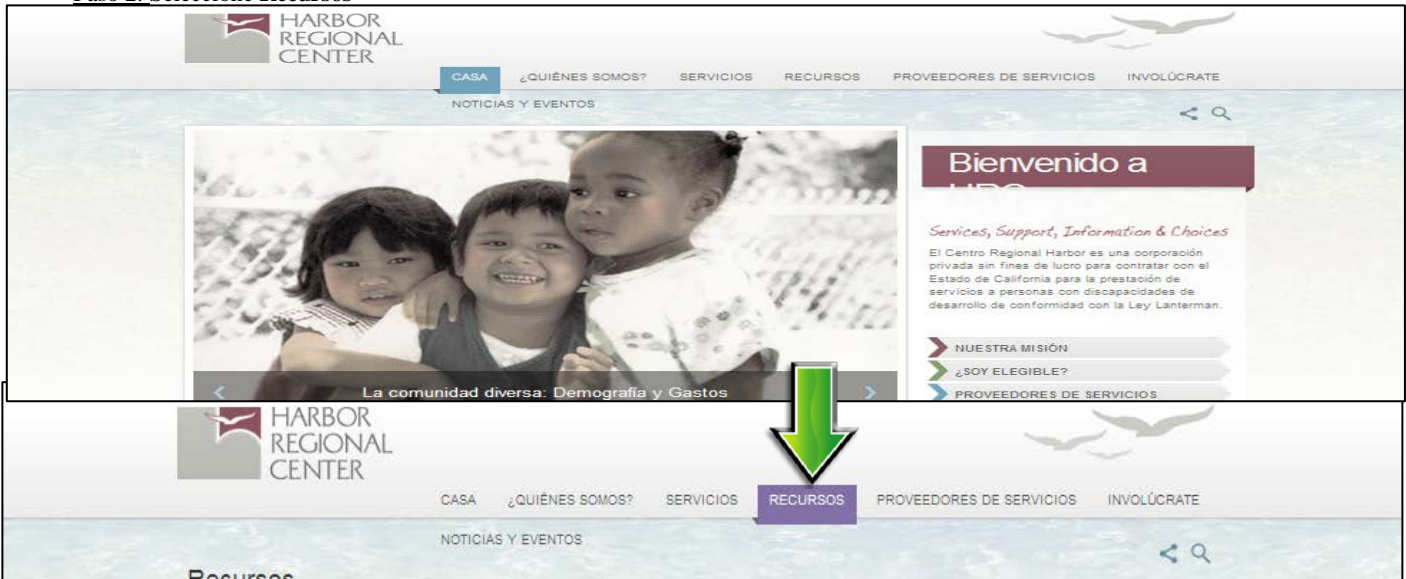 HARBOR
REGIONAL
CENTER
CASA ¿QUIÉNES SOMOS? SERVICIOS RECURSOS PROVEEDORES DE SERVICIOS INVOLÚCRATE
NOTICIAS Y EVENTOS
Bienvenido a
Services, Support, Information & Choices
El Centro Regional Harbor es una corporación
privada sin fines de lucro para contratar con el
Estado de California para la prestación de
servicios a personas con discapacidades de
desarrollo de conformidad con la Ley Lanterman.
NUESTRA MISIÓN
¿SOY ELEGIBLE?
PROVEEDORES DE SERVICIOS
La comunidad diversa: Demografía y Gastos
HARBOR
REGIONAL
CENTER
CASA ¿QUIÉNES SOMOS? SERVICIOS RECURSOS PROVEEDORES DE SERVICIOS INVOLÚCRATE
NOTICIAS Y EVENTOS
Recursos